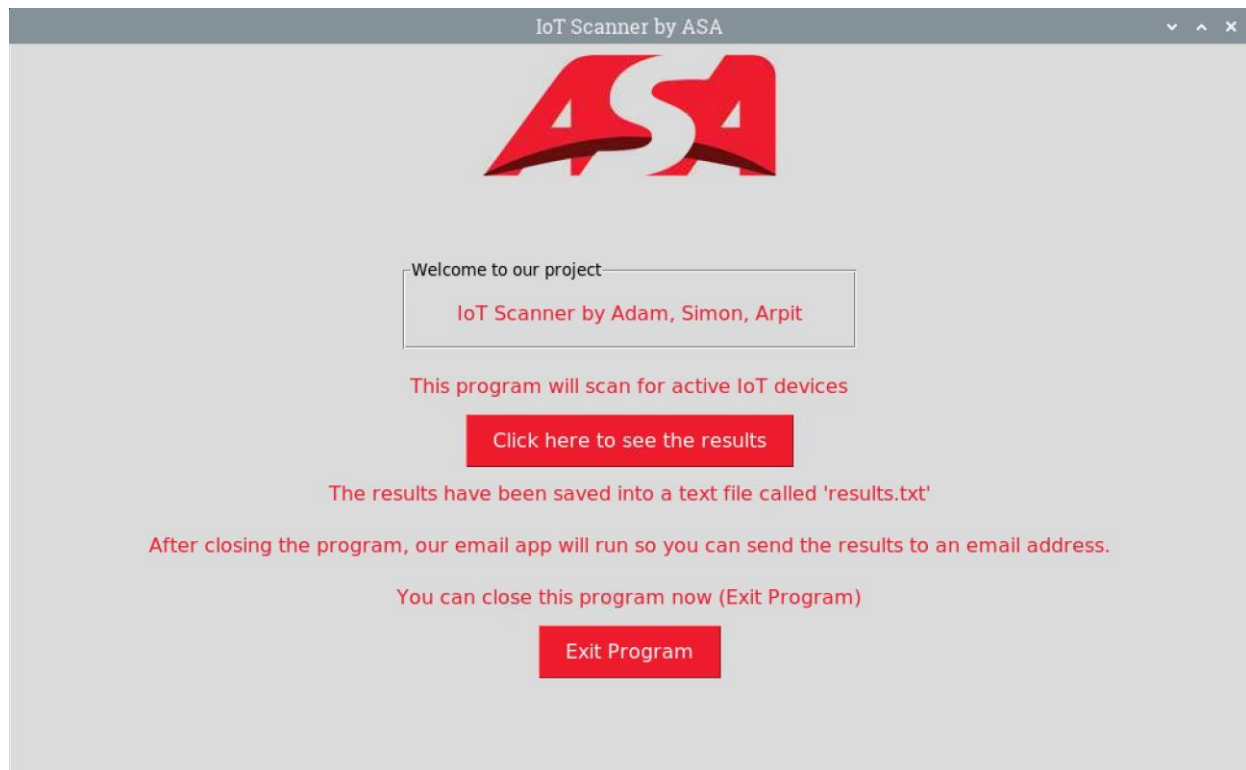 IoT Scanner by ASA
ASA
Welcome to our project
IoT Scanner by Adam, Simon, Arpit
This program will scan for active IoT devices
Click here to see the results
The results have been saved into a text file called 'results.txt'
After closing the program, our email app will run so you can send the results to an email address.
You can close this program now (Exit Program)
Exit Program